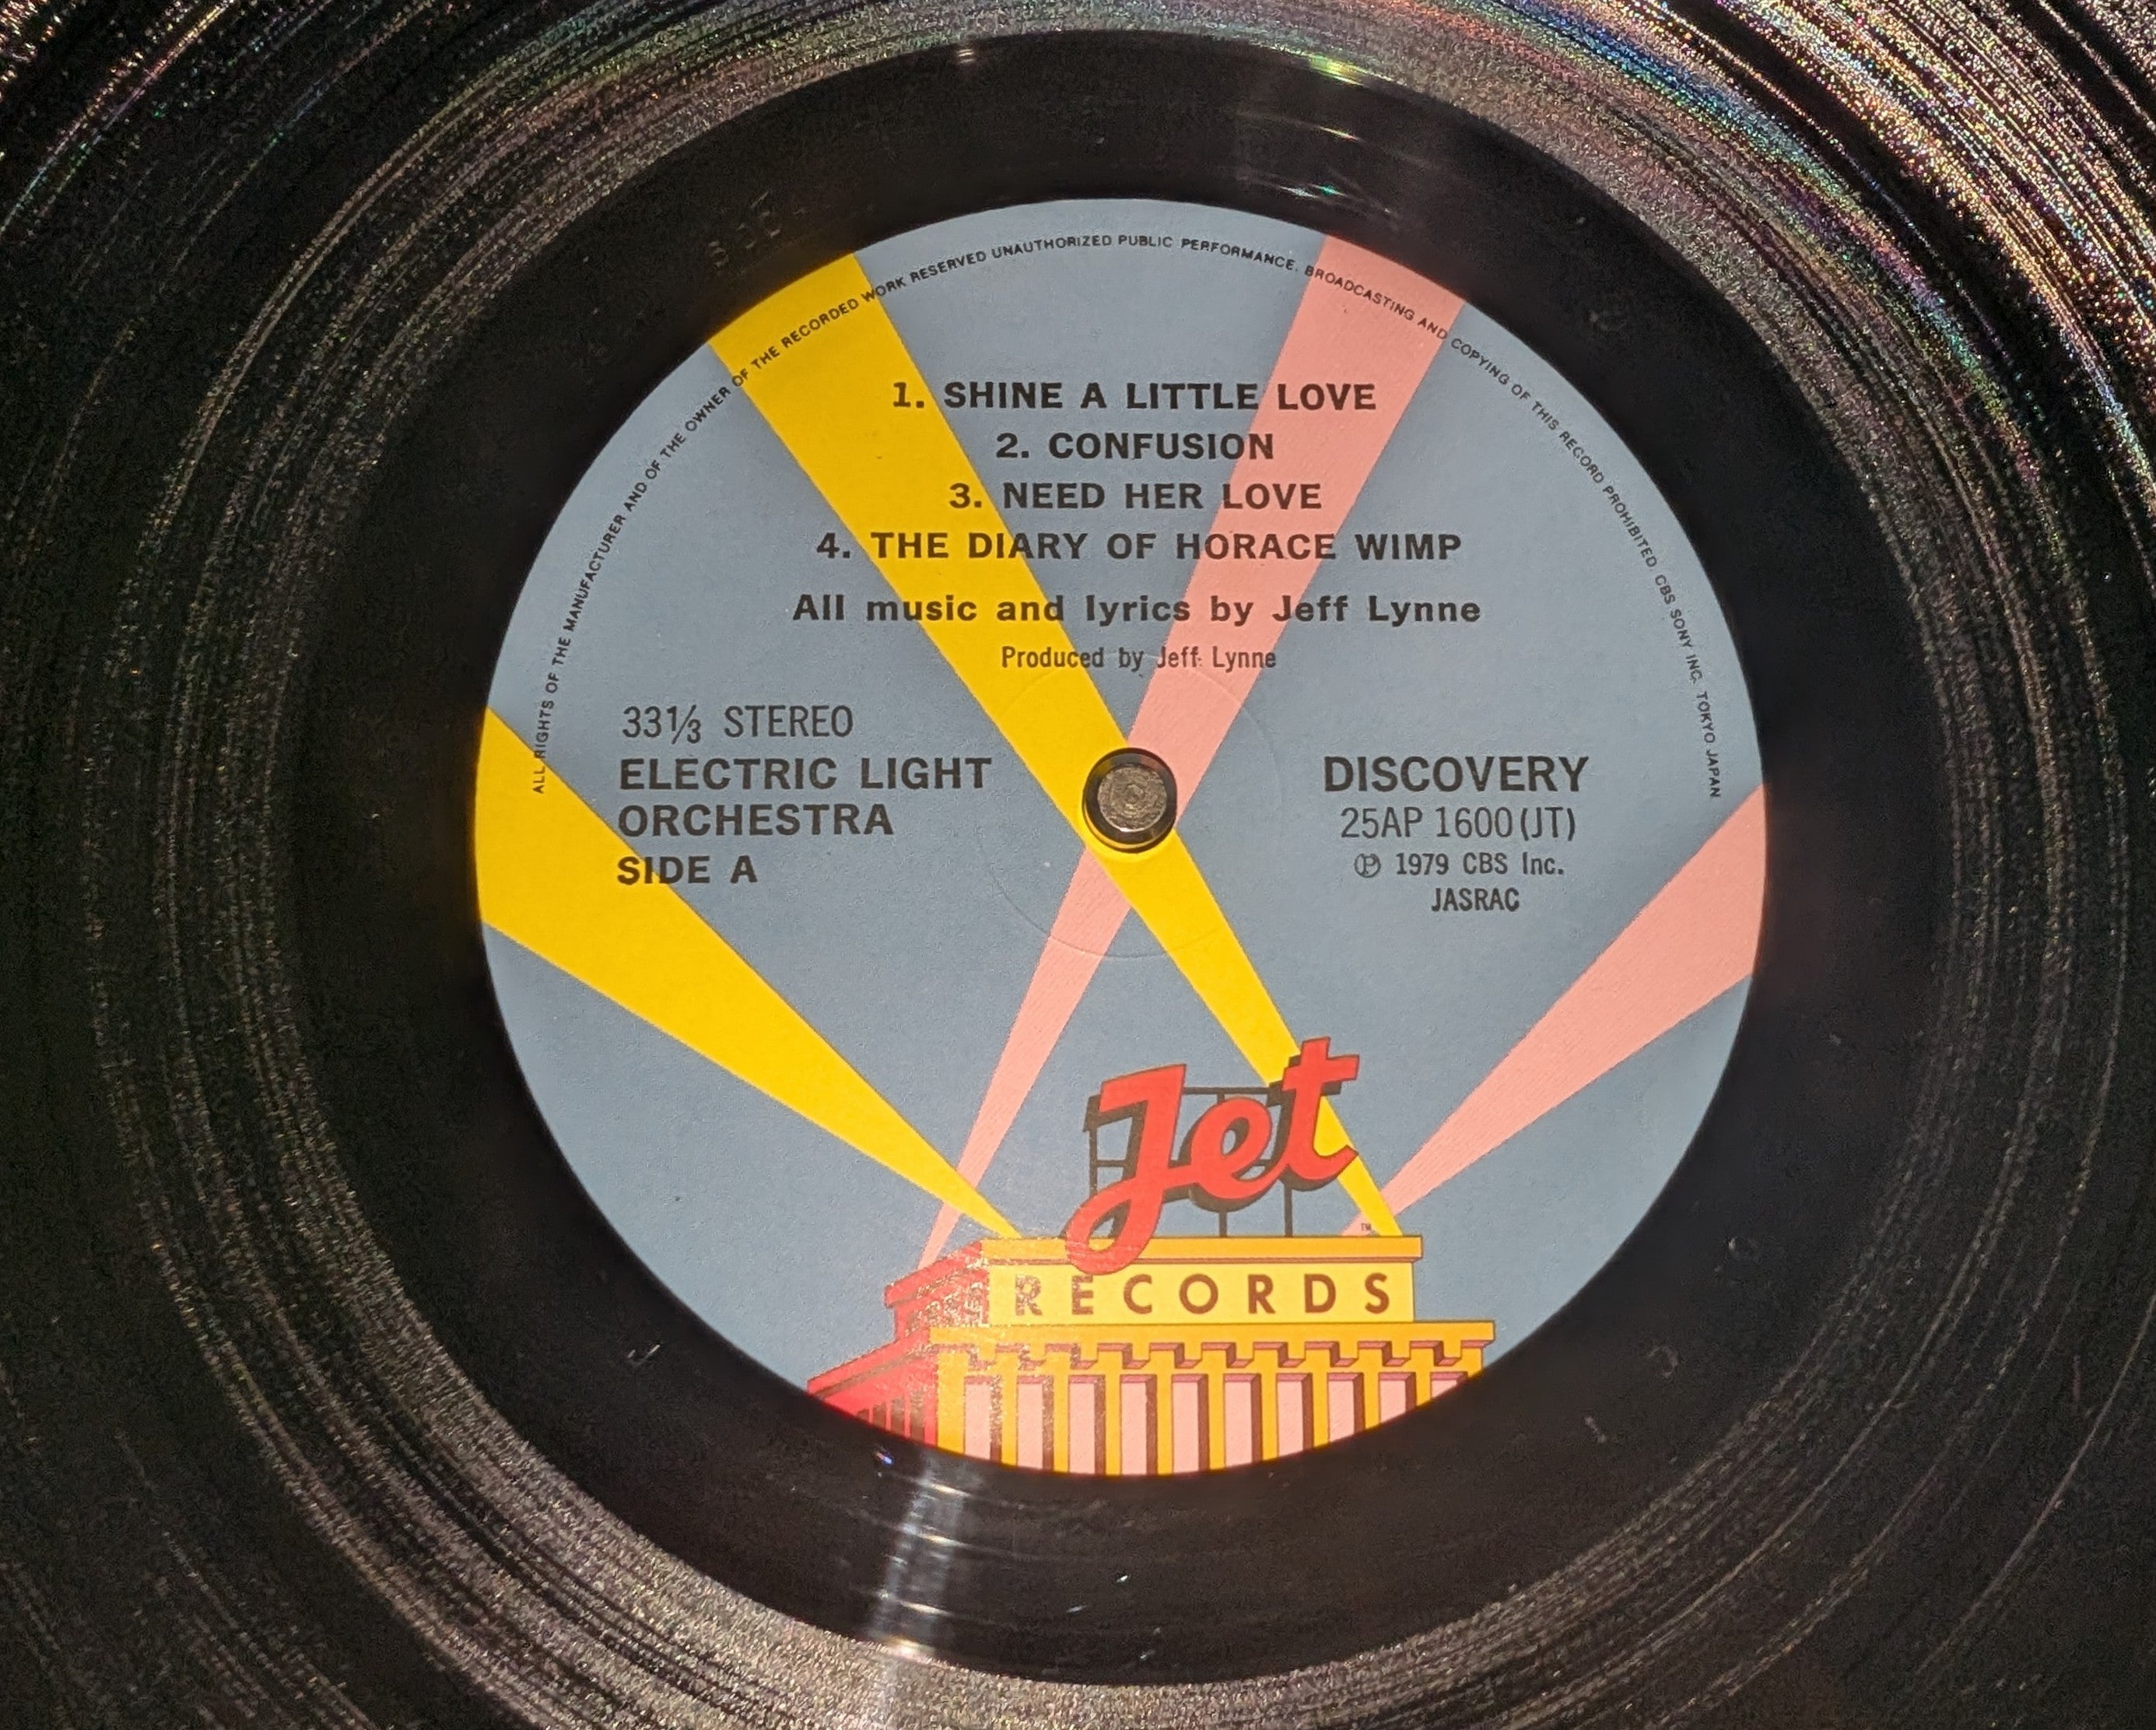 ALL RIGHTS OF THE MANUFACTURER AND OF THE OWNER OF THE RECORDED WORK RESERVED UNAUTHORIZED PUBLIC PERFORMANCE. BROADCASTING AND COPYING OF THIS RECORD PROHIBITED CBS SONY INC. TOKYO JAPAN
1. SHINE A LITTLE LOVE
2. CONFUSION
3. NEED HER LOVE
4. THE DIARY OF HORACE WIMP
All music and lyrics by Jeff Lynne
Produced by Jeff Lynne
33⅓ STEREO
ELECTRIC LIGHT
ORCHESTRA
SIDE A
DISCOVERY
25AP 1600(JT)
Ⓟ 1979 CBS Inc.
JASRAC
Jet
TM
RECORDS